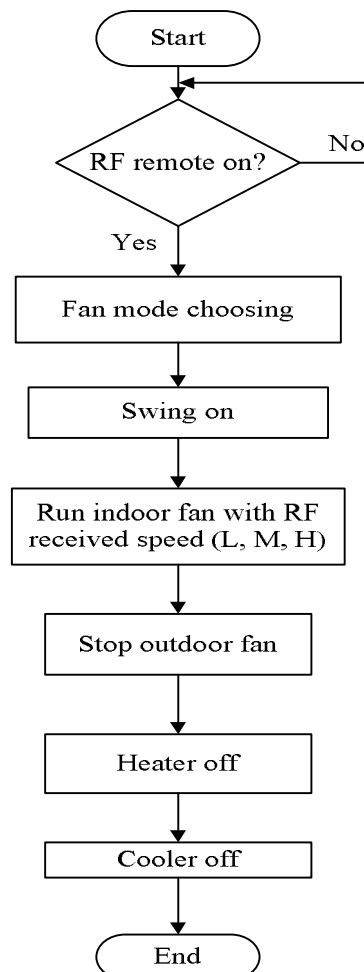 Start
RF remote on?
No
Yes
Fan mode choosing
Swing on
Run indoor fan with RF
received speed (L, M, H)
Stop outdoor fan
Heater off
Cooler off
End